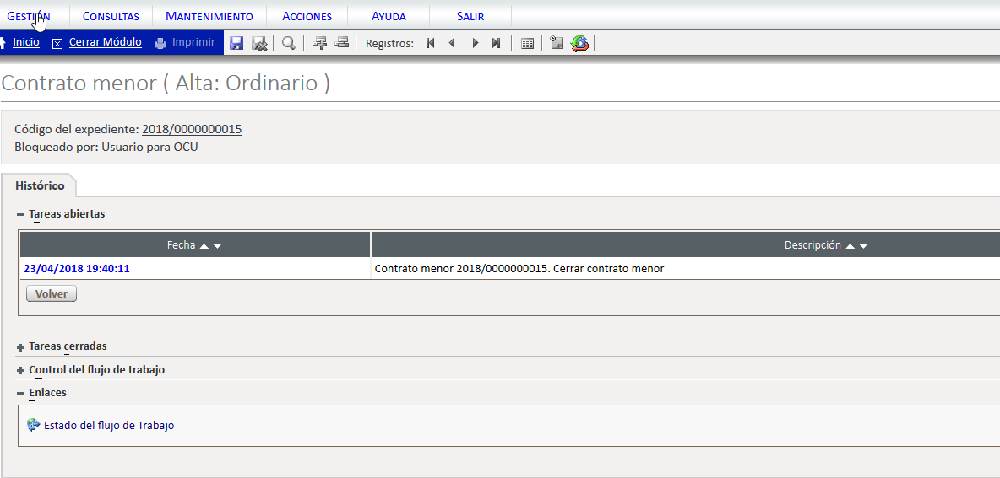 GESTIÓN CONSULTAS MANTENIMIENTO ACCIONES AYUDA SALIR
Inicio Cerrar Módulo Imprimir Registros:
Contrato menor ( Alta: Ordinario )
Código del expediente: 2018/0000000015
Bloqueado por: Usuario para OCU
Histórico
Tareas abiertas
Fecha Descripción
23/04/2018 19:40:11 Contrato menor 2018/0000000015. Cerrar contrato menor
Volver
Tareas cerradas
Control del flujo de trabajo
Enlaces
Estado del flujo de Trabajo